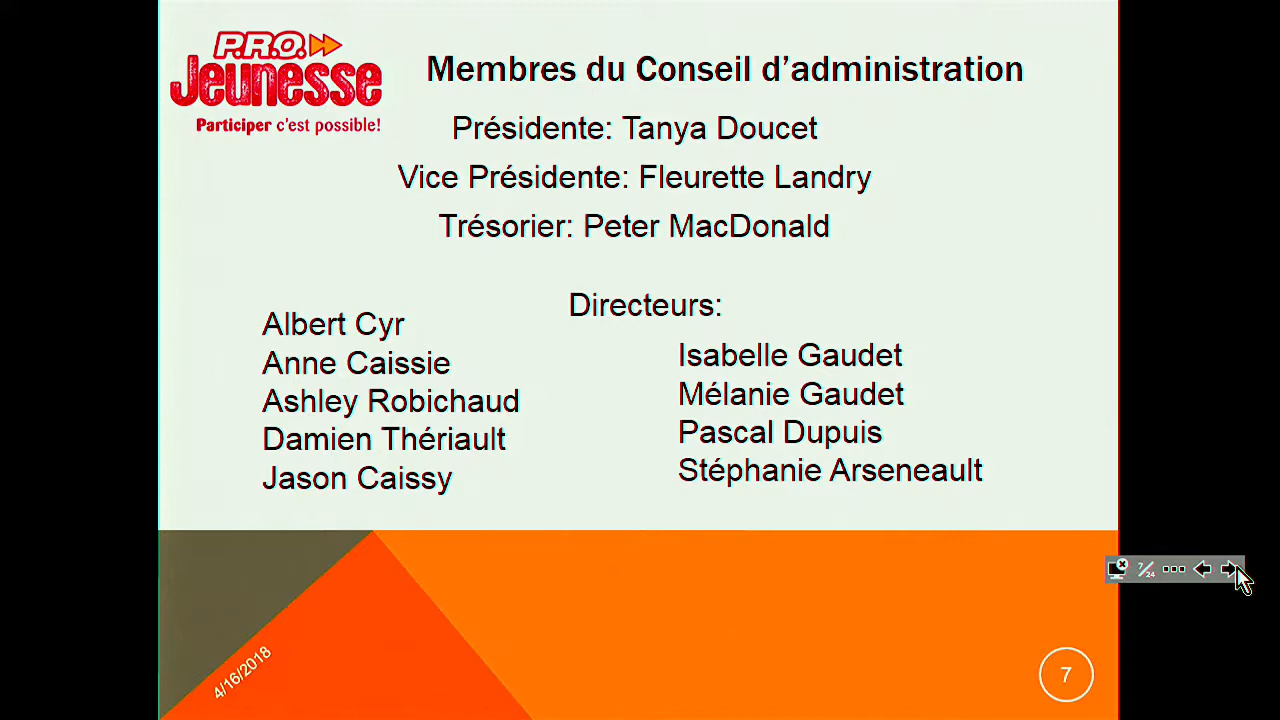 P.R.O.
Jeunesse
Participer c'est possible!
Membres du Conseil d'administration
Présidente: Tanya Doucet
Vice Présidente: Fleurette Landry
Trésorier: Peter MacDonald
Directeurs:
Albert Cyr
Anne Caissie
Ashley Robichaud
Damien Thériault
Jason Caissy
Isabelle Gaudet
Mélanie Gaudet
Pascal Dupuis
Stéphanie Arseneault
7/24
4/16/2018
7